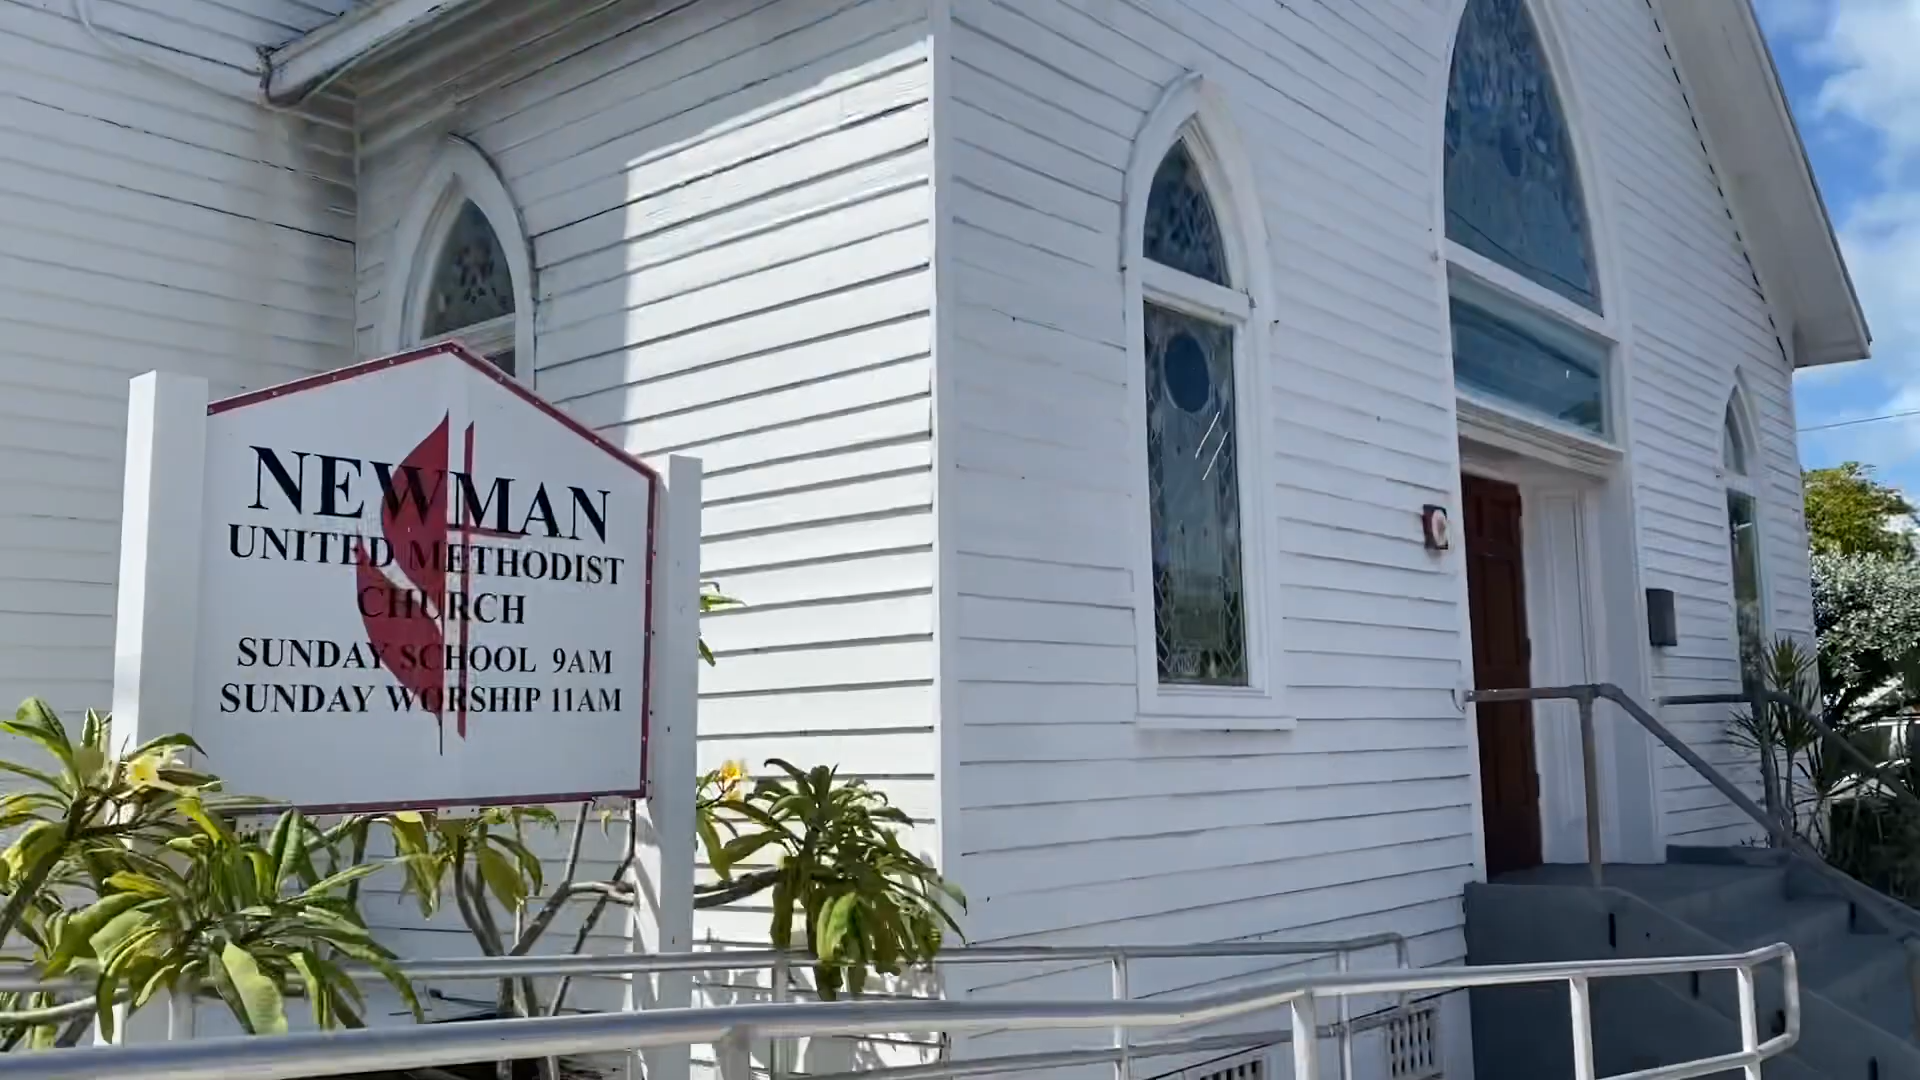 NEWMAN
UNITED METHODIST
CHURCH
SUNDAY SCHOOL 9AM
SUNDAY WORSHIP 11AM